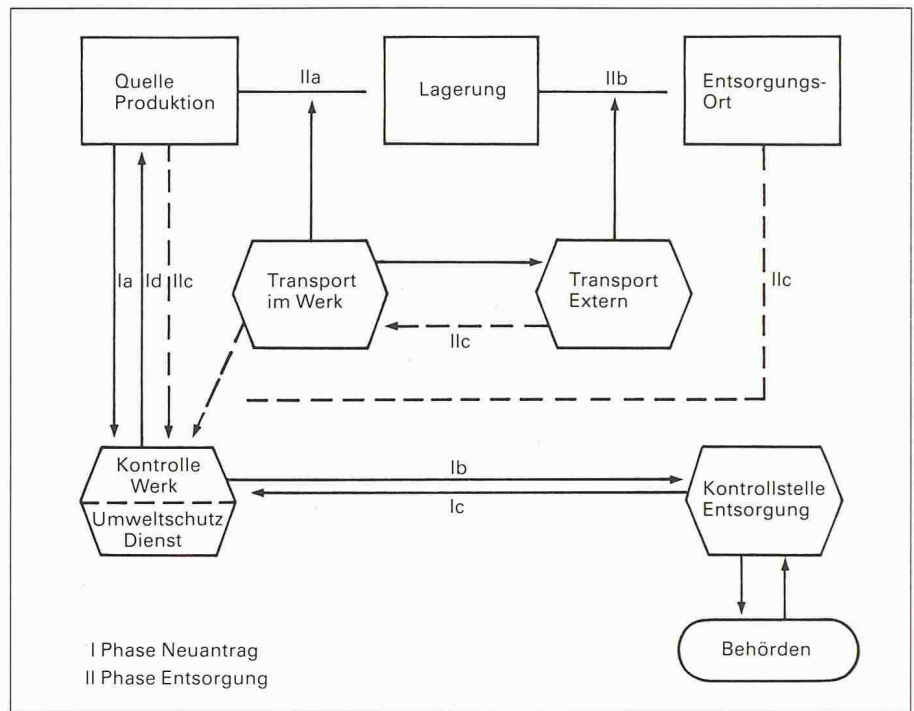 Quelle
Produktion
IIa
Lagerung
IIb
Entsorgungs-
Ort
Ia
Id
IIc
Transport
im Werk
Transport
Extern
IIc
IIc
Kontrolle
Werk
Umweltschutz
Dienst
Ib
Ic
Kontrollstelle
Entsorgung
Behörden
I Phase Neuantrag
II Phase Entsorgung